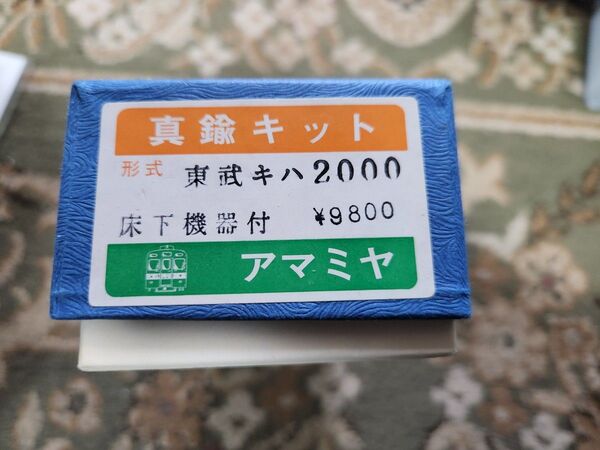 真鍮キット
形式 東武キハ2000
床下機器付 ¥9800
アマミヤ